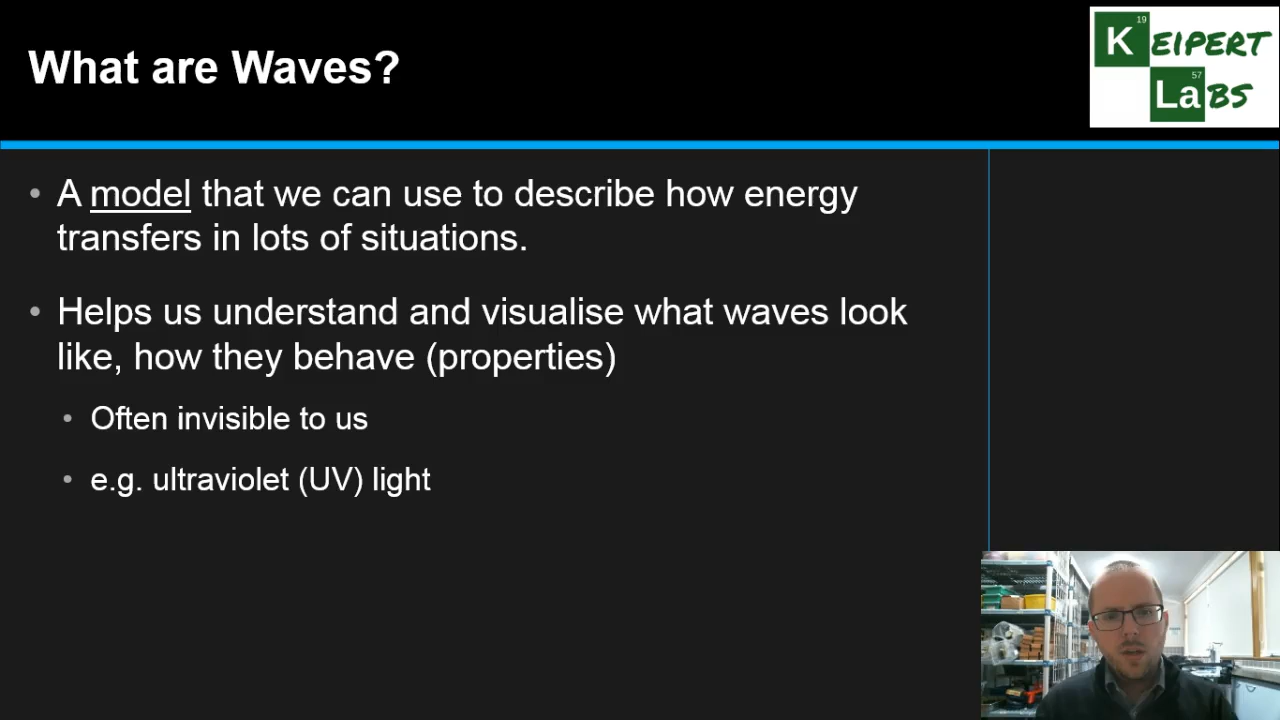 What are Waves?
19
K EIPERT
57
LaBS
• A model that we can use to describe how energy
transfers in lots of situations.
• Helps us understand and visualise what waves look
like, how they behave (properties)
• Often invisible to us
• e.g. ultraviolet (UV) light